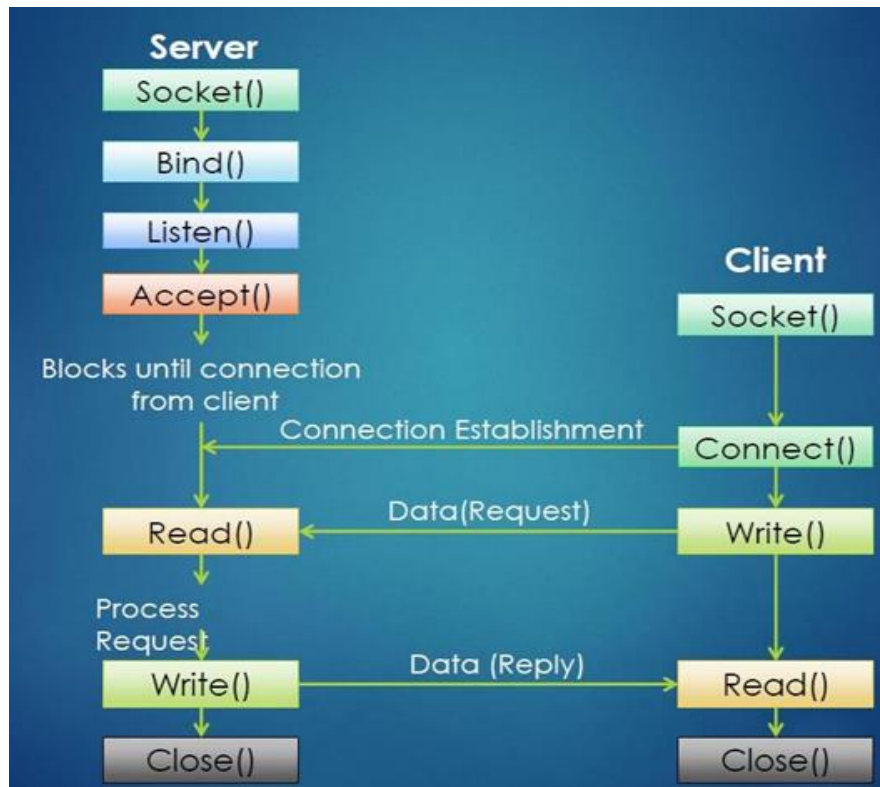 Server
Socket()
Bind()
Listen()
Accept()
Blocks until connection
from client
Client
Socket()
Connection Establishment
Connect()
Data(Request)
Read()
Write()
Process
Request
Data (Reply)
Write()
Read()
Close()
Close()